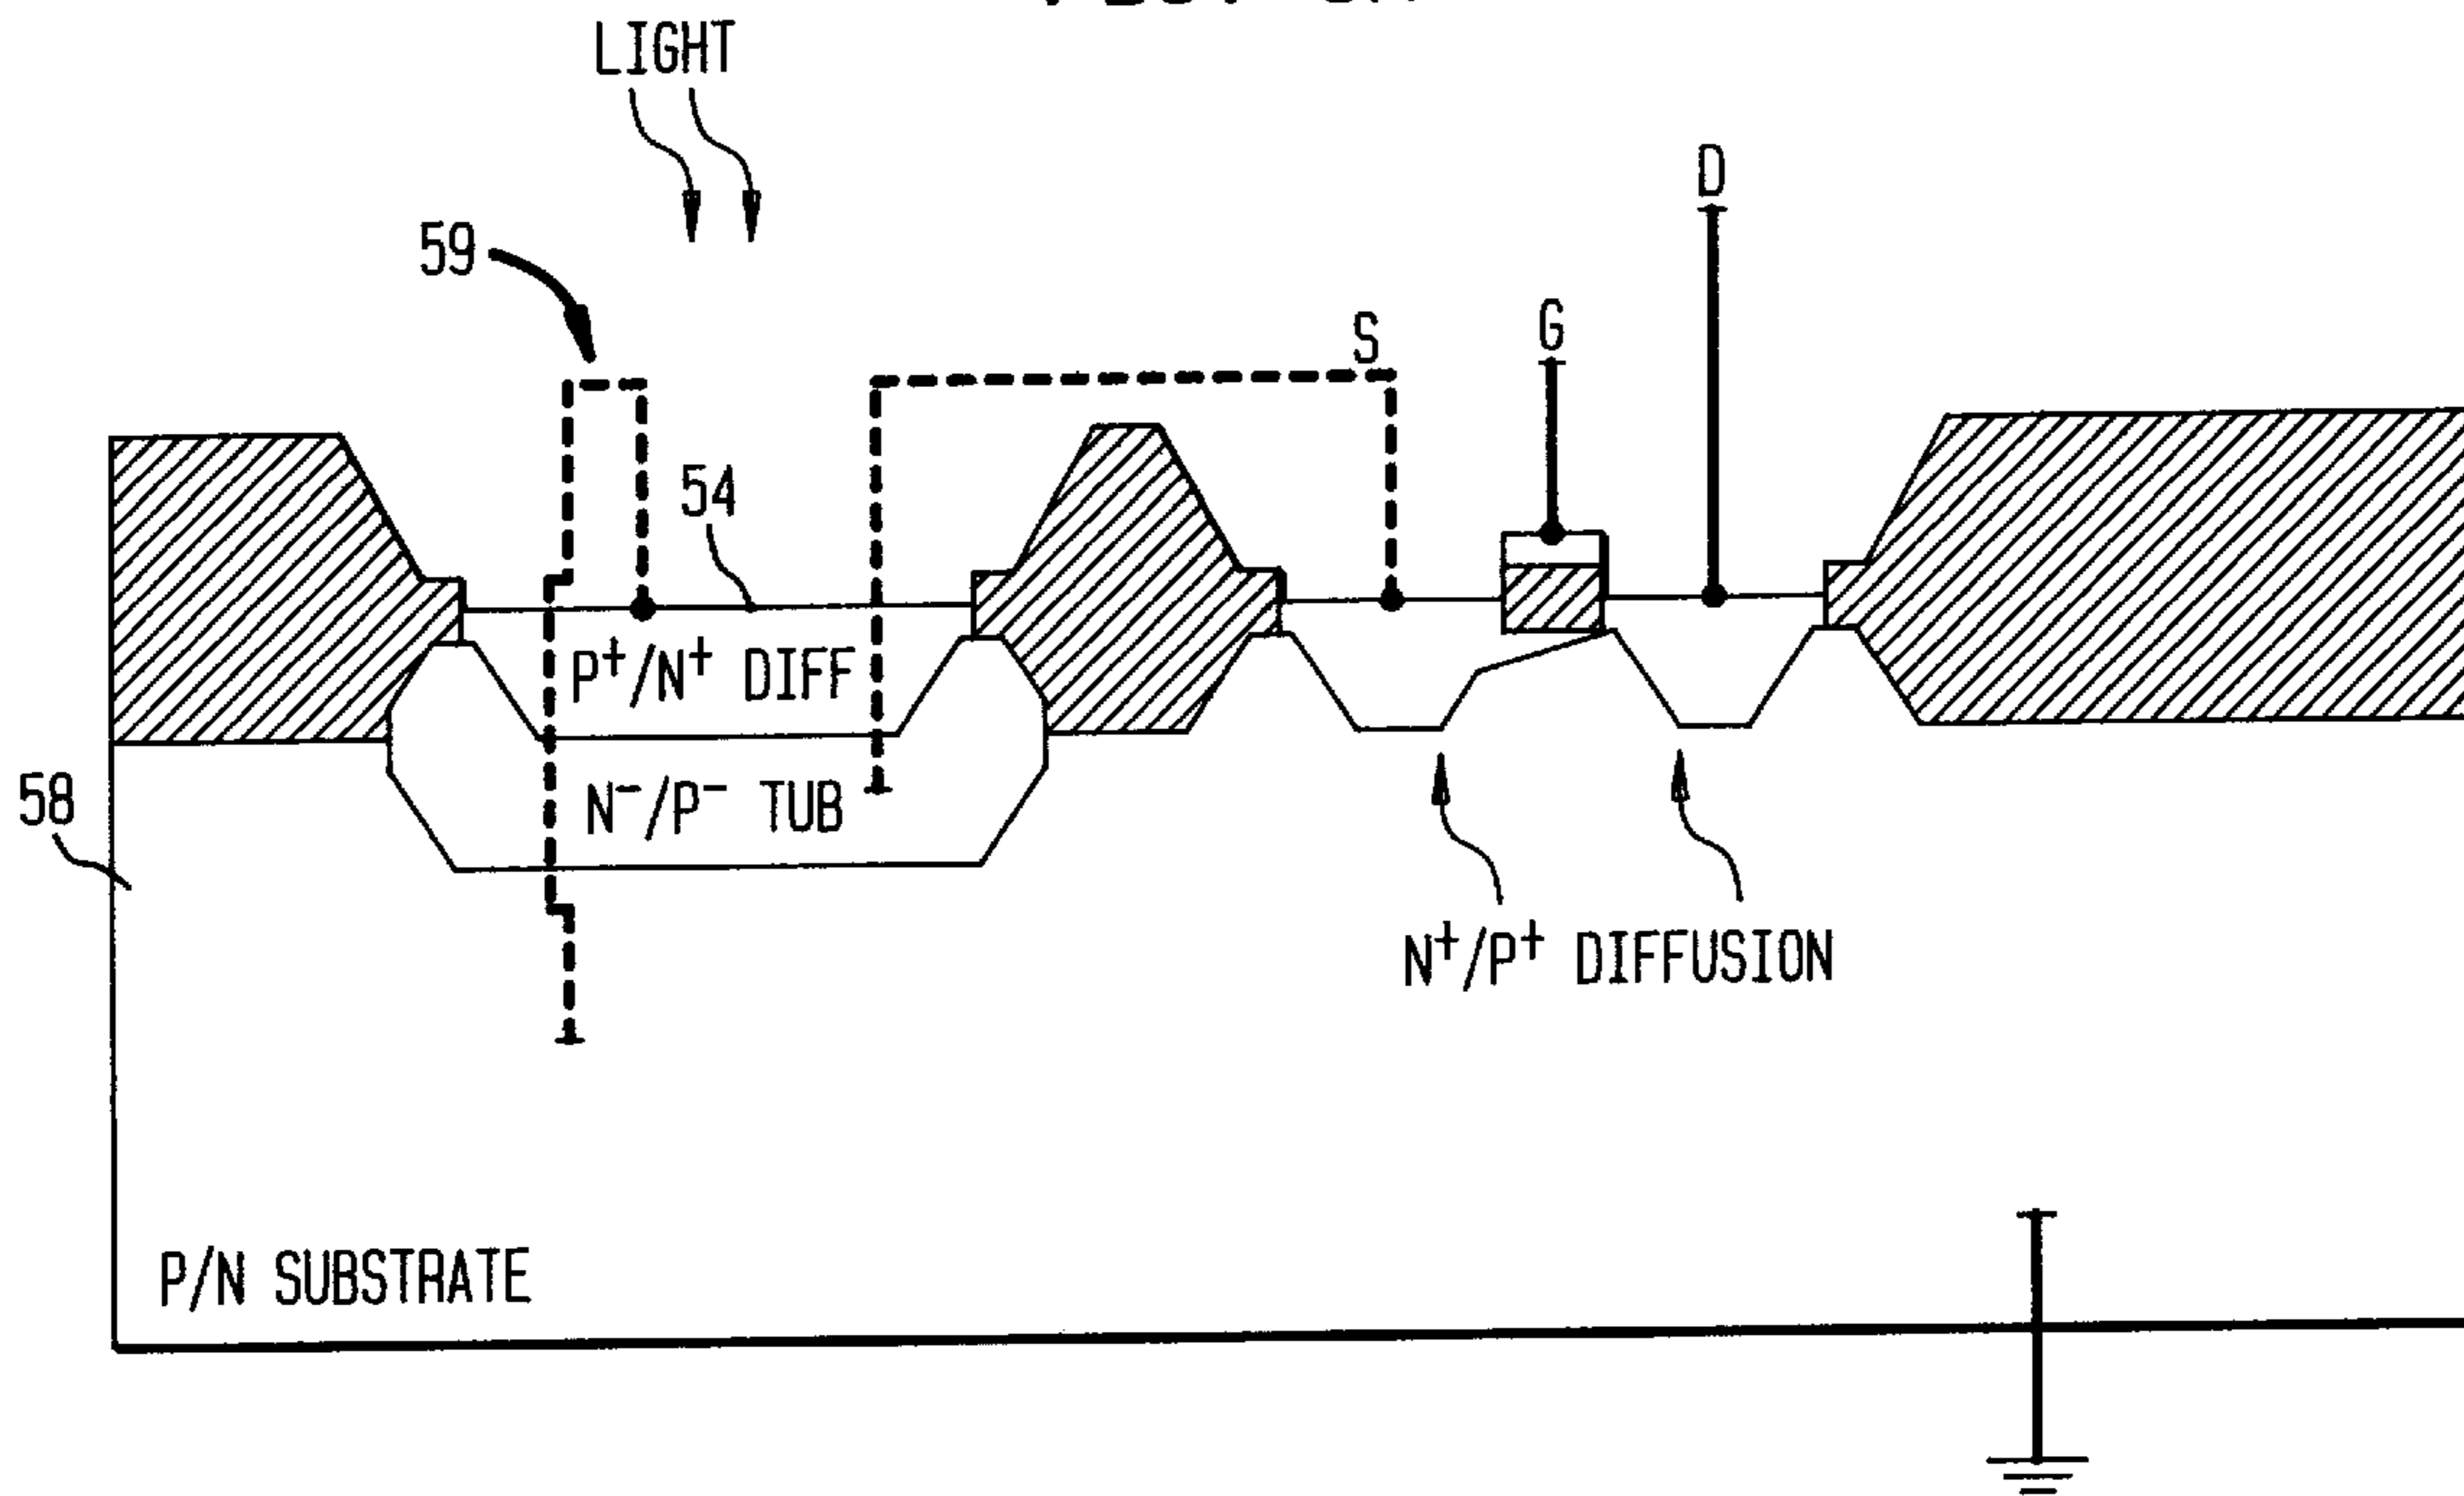 LIGHT
D
59
G
S
54
P⁺/N⁺ DIFF
58
N⁻/P⁻ TUB
N⁺/P⁺ DIFFUSION
P/N SUBSTRATE